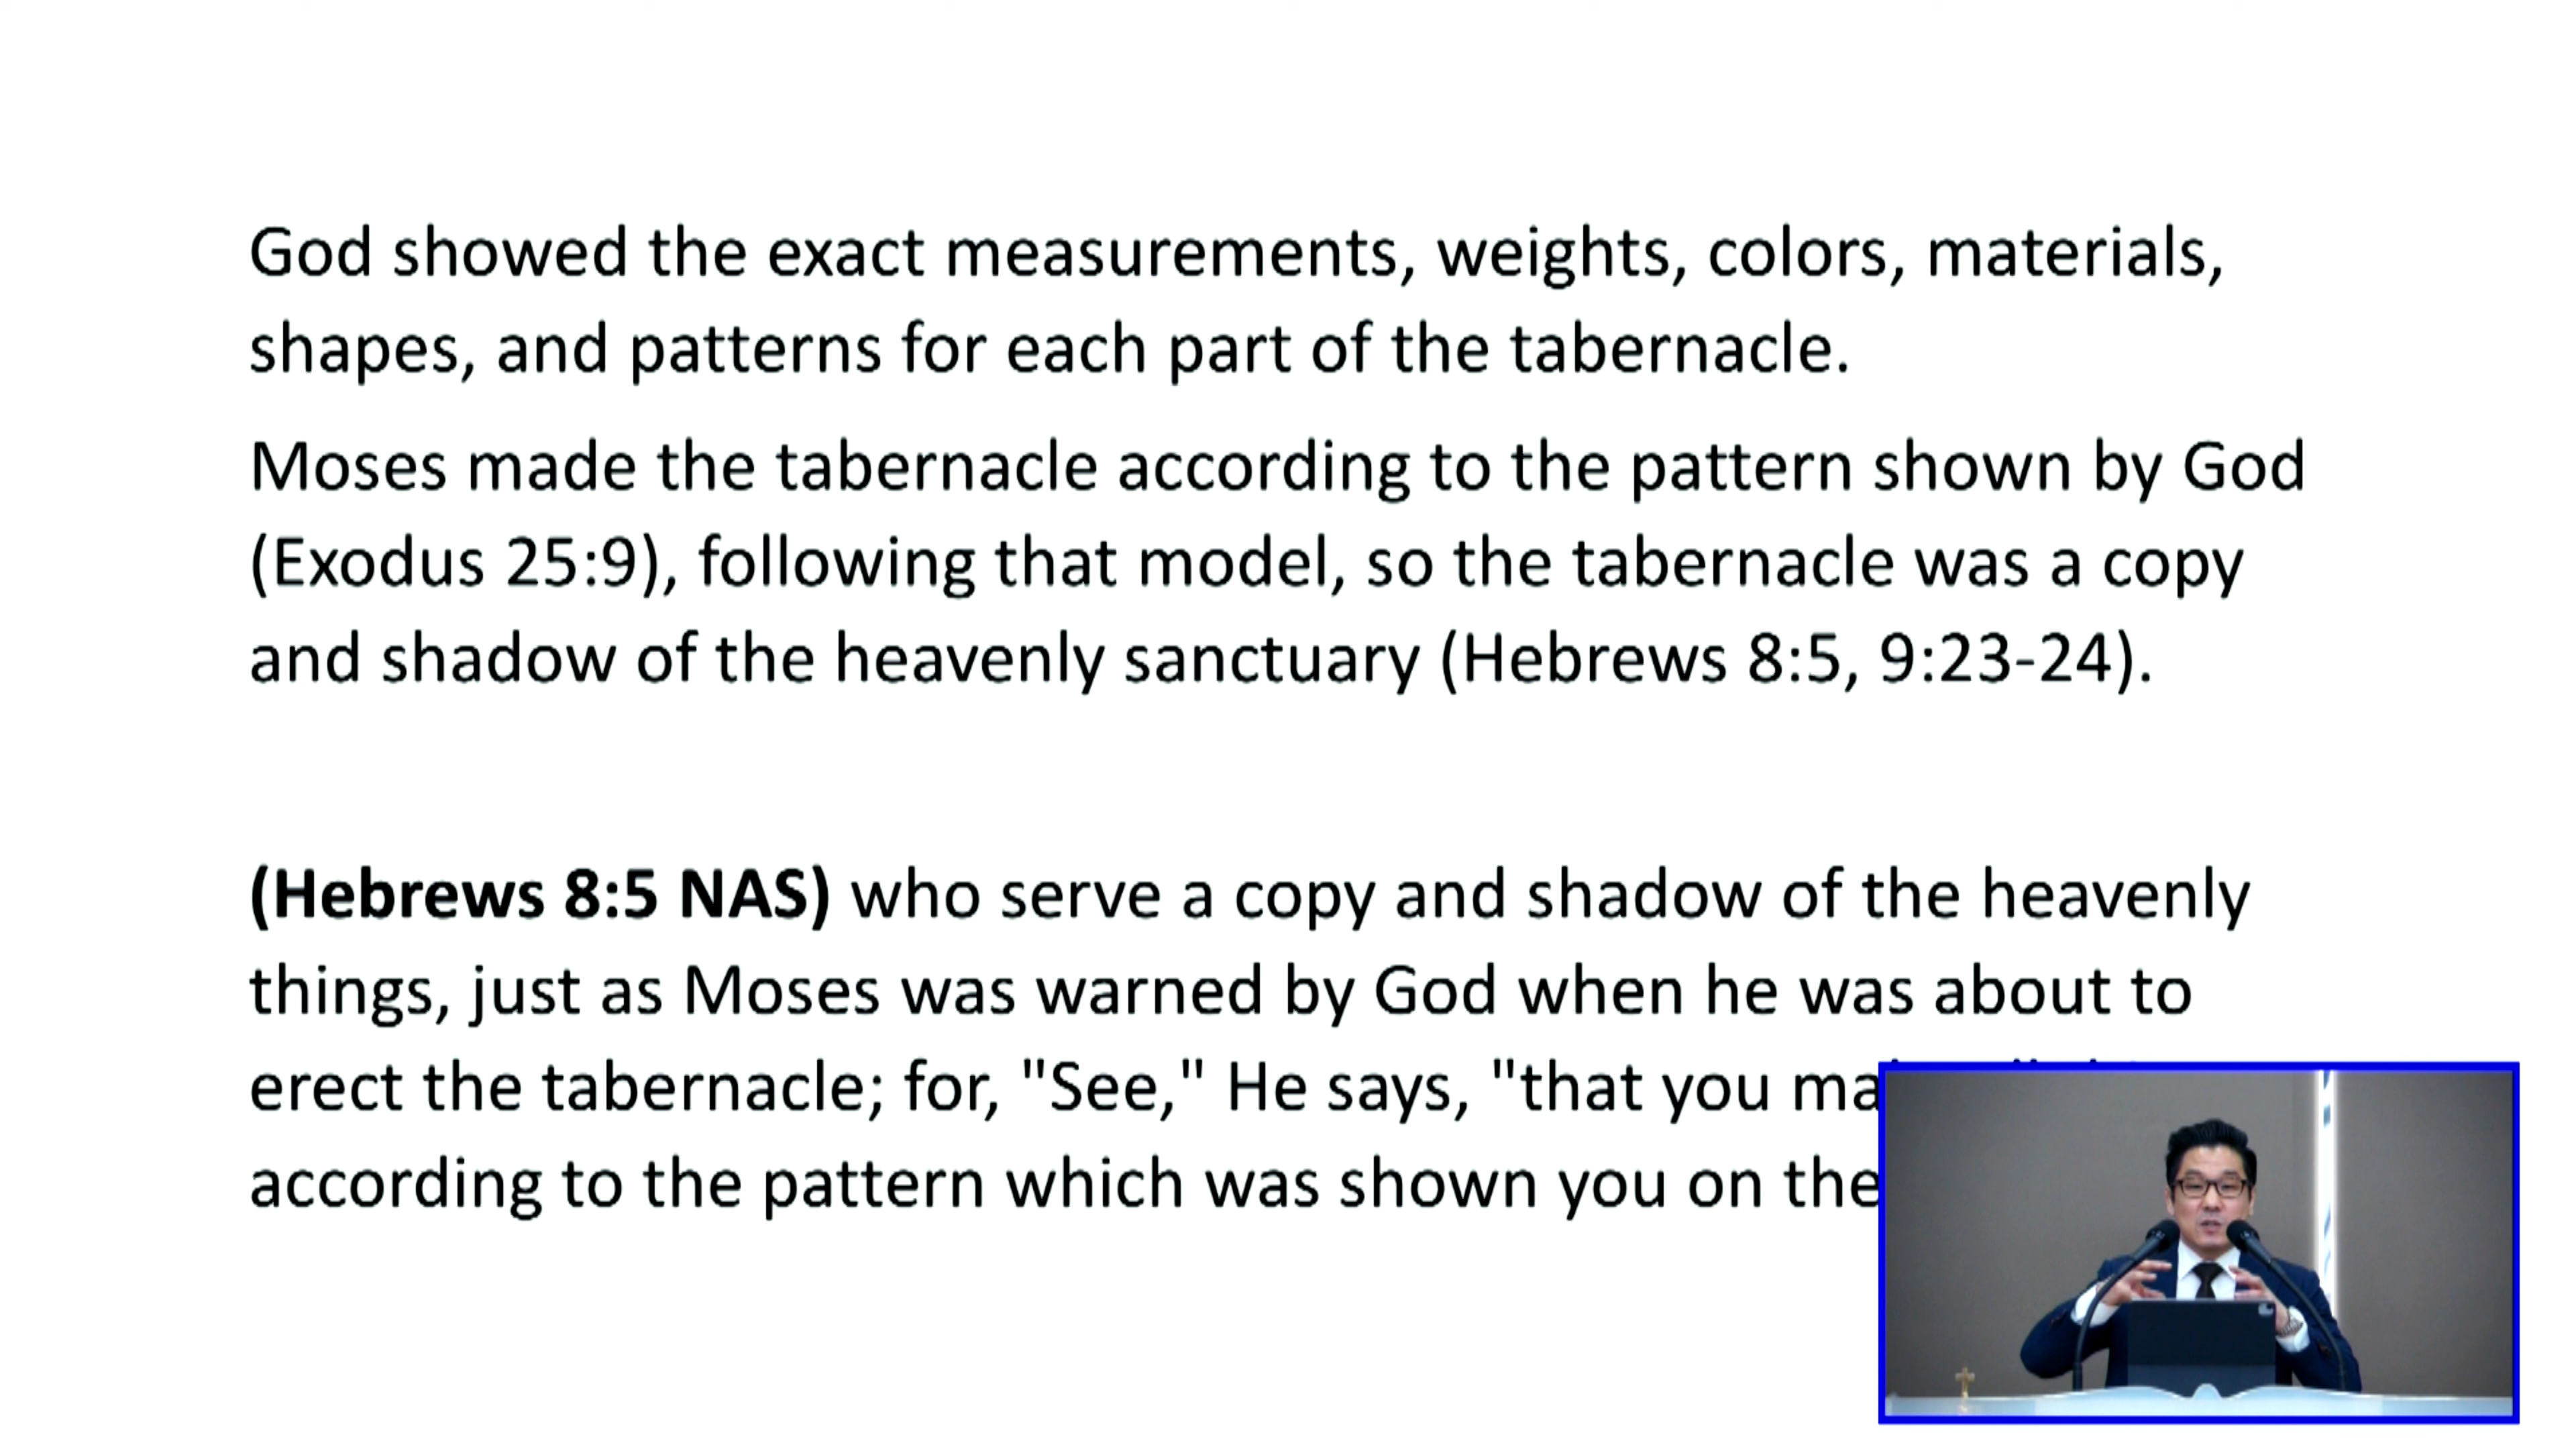 God showed the exact measurements, weights, colors, materials,
shapes, and patterns for each part of the tabernacle.
Moses made the tabernacle according to the pattern shown by God
(Exodus 25:9), following that model, so the tabernacle was a copy
and shadow of the heavenly sanctuary (Hebrews 8:5, 9:23-24).
(Hebrews 8:5 NAS) who serve a copy and shadow of the heavenly
things, just as Moses was warned by God when he was about to
erect the tabernacle; for, "See," He says, "that you
according to the pattern which was shown you on the